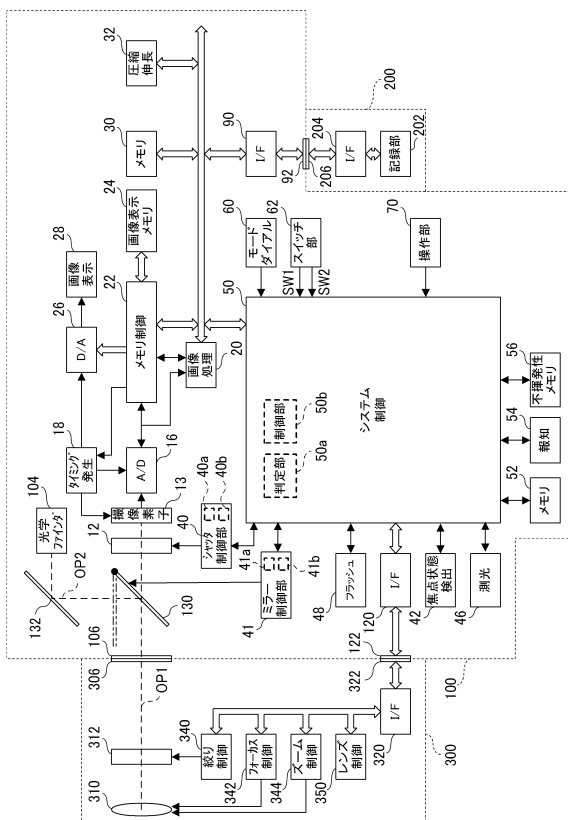 32
圧縮
伸長
30
メモリ
90
I/F
92
206
200
204
I/F
202
記録部
24
画像表示
メモリ
28
画像
表示
22
メモリ制御
26
D/A
20
画像
処理
18
タイミング
発生
16
A/D
104
光学
ファインダ
OP2
132
13
撮像素子
12
130
40
40a
40b
シャッタ
制御部
41
41a
41b
ミラー
制御部
50
システム
制御
50a
判定部
50b
制御部
60
モード
ダイアル
62
スイッチ
部
SW1
SW2
70
操作部
56
不揮発性
メモリ
54
報知
52
メモリ
48
フラッシュ
120
I/F
42
焦点状態
検出
46
測光
106
306
OP1
122
322
100
300
312
310
340
絞り
制御
342
フォーカス
制御
344
ズーム
制御
350
レンズ
制御
320
I/F